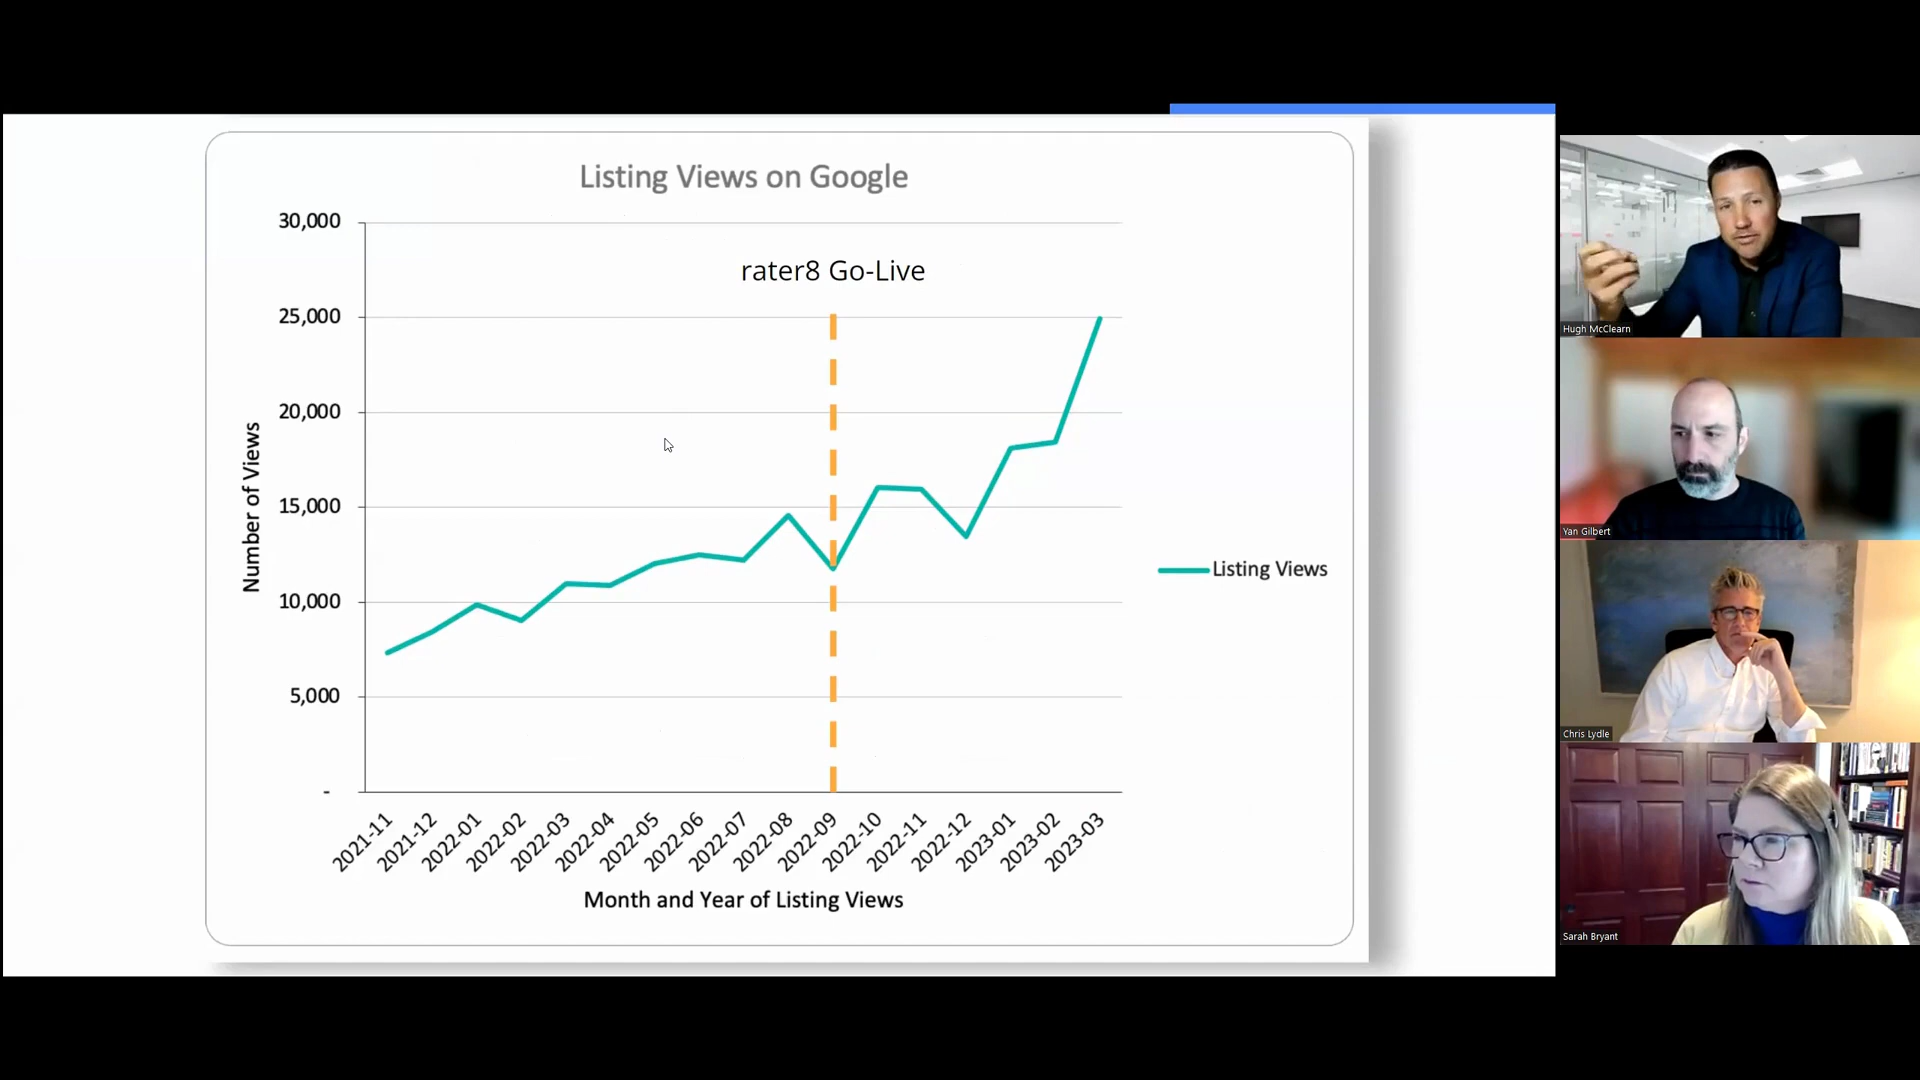 Listing Views on Google
30,000
25,000
20,000
15,000
10,000
5,000
-
Number of Views
rater8 Go-Live
2021-11
2021-12
2022-01
2022-02
2022-03
2022-04
2022-05
2022-06
2022-07
2022-08
2022-09
2022-10
2022-11
2022-12
2023-01
2023-02
2023-03
Month and Year of Listing Views
Listing Views
Hugh McClearn
Yan Gilbert
Chris Lydle
Sarah Bryant